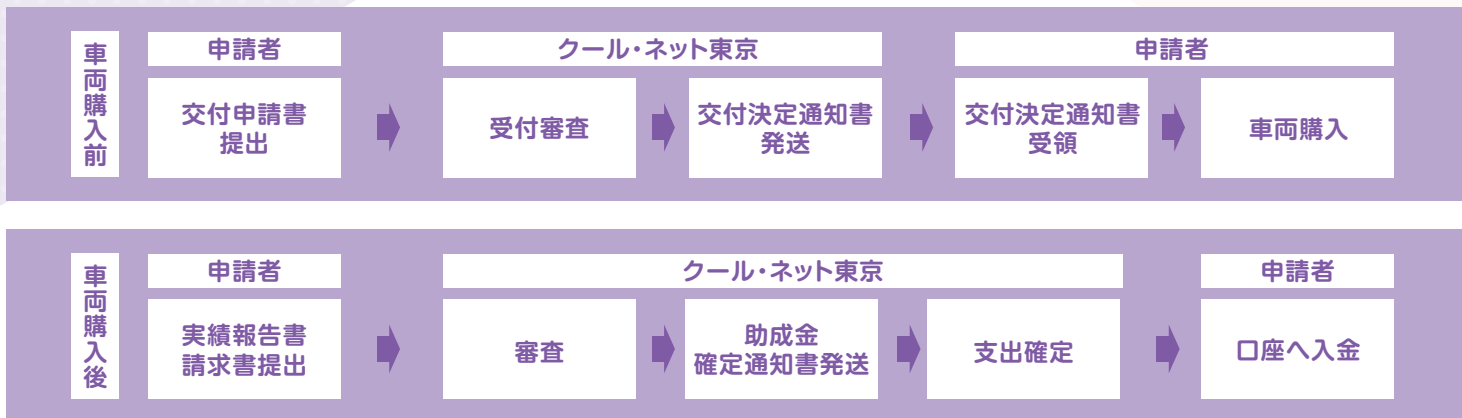 車両購入前
申請者
クール・ネット東京
申請者
交付申請書
提出
受付審査
交付決定通知書
発送
交付決定通知書
受領
車両購入
車両購入後
申請者
クール・ネット東京
申請者
実績報告書
請求書提出
審査
助成金
確定通知書発送
支出確定
口座へ入金